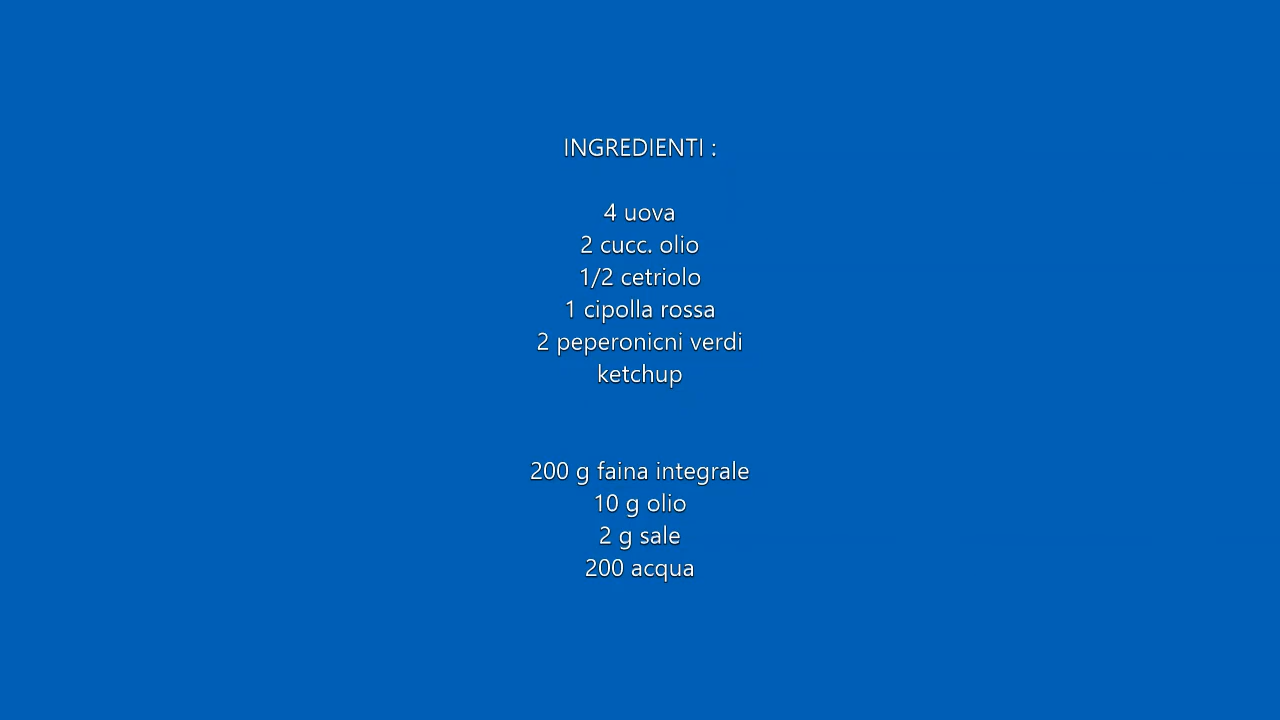 INGREDIENTI :
4 uova
2 cucc. olio
1/2 cetriolo
1 cipolla rossa
2 peperonicni verdi
ketchup
200 g faina integrale
10 g olio
2 g sale
200 acqua